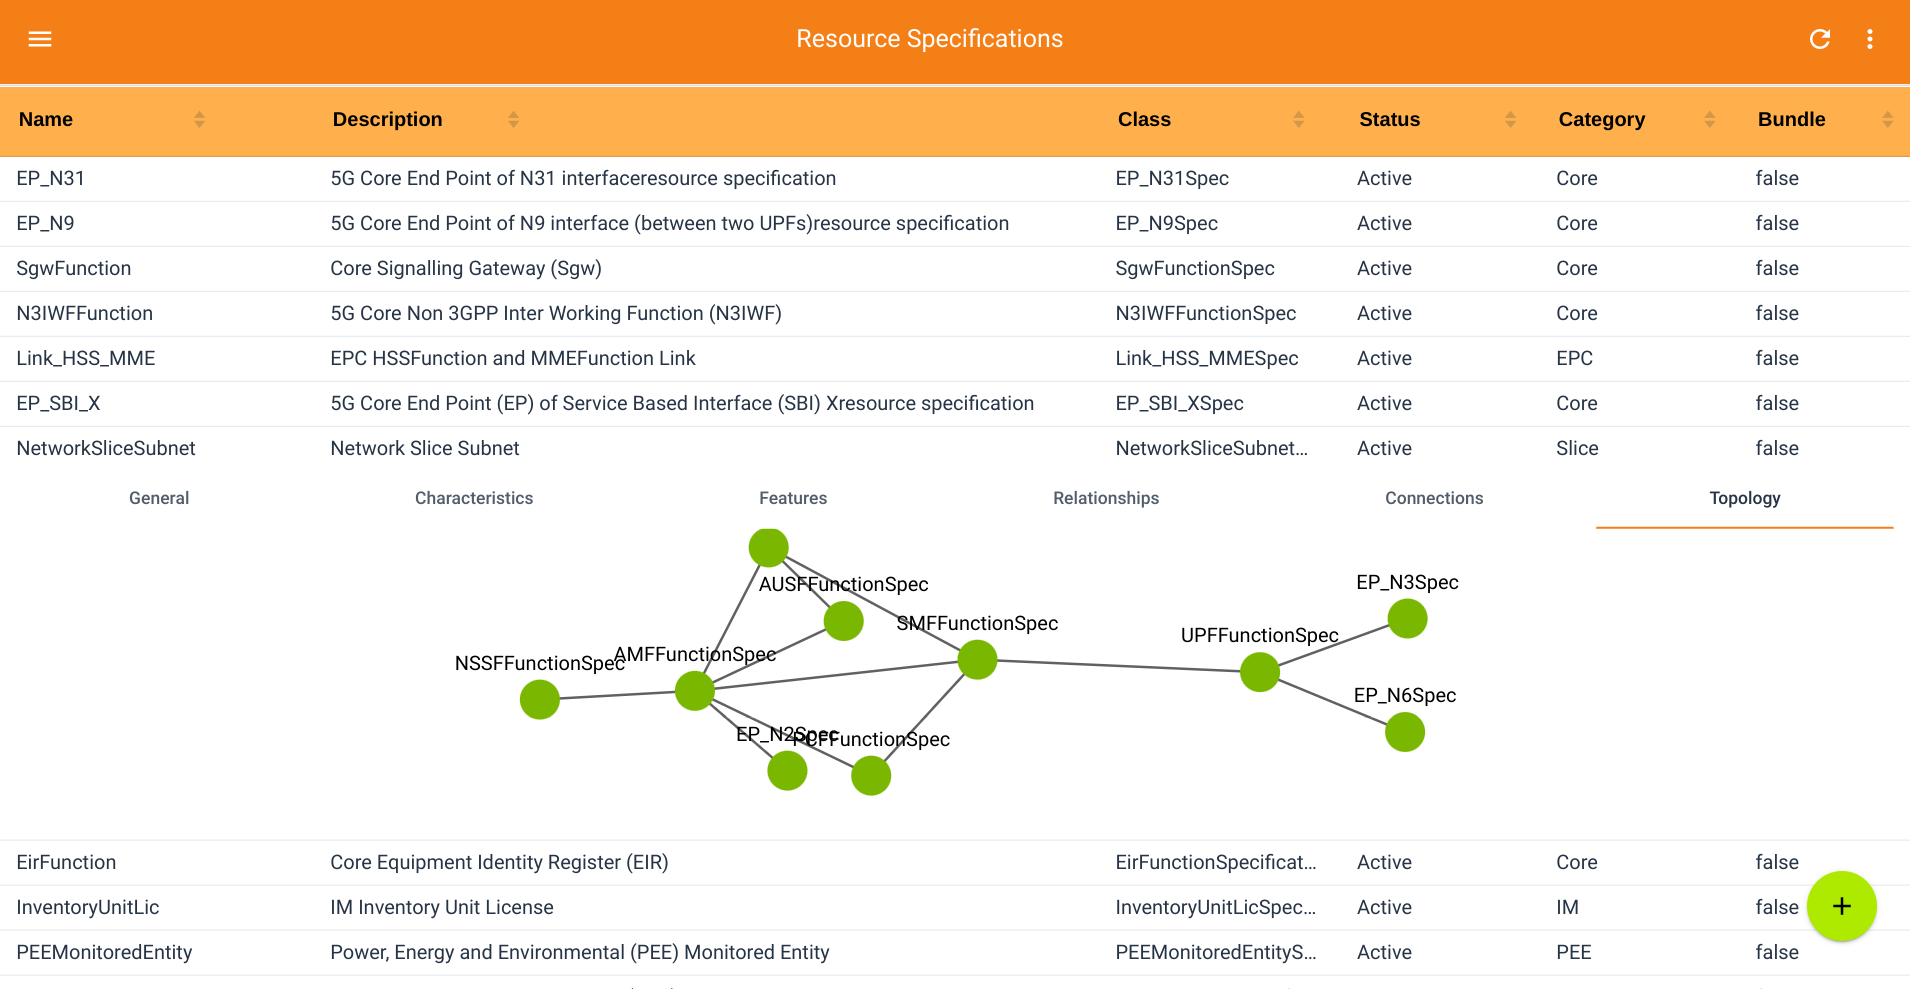 Resource Specifications
Name Description Class Status Category Bundle
EP_N31 5G Core End Point of N31 interfaceresource specification EP_N31Spec Active Core false
EP_N9 5G Core End Point of N9 interface (between two UPFs)resource specification EP_N9Spec Active Core false
SgwFunction Core Signalling Gateway (Sgw) SgwFunctionSpec Active Core false
N3IWFFunction 5G Core Non 3GPP Inter Working Function (N3IWF) N3IWFFunctionSpec Active Core false
Link_HSS_MME EPC HSSFunction and MMEFunction Link Link_HSS_MMESpec Active EPC false
EP_SBI_X 5G Core End Point (EP) of Service Based Interface (SBI) Xresource specification EP_SBI_XSpec Active Core false
NetworkSliceSubnet Network Slice Subnet NetworkSliceSubnet... Active Slice false
General Characteristics Features Relationships Connections Topology
AUSFFunctionSpec
EP_N3Spec
SMFFunctionSpec
UPFFunctionSpec
AMFFunctionSpec
NSSFFunctionSpec
EP_N6Spec
EP_N2Spec
PCFFunctionSpec
EirFunction Core Equipment Identity Register (EIR) EirFunctionSpecificat... Active Core false
InventoryUnitLic IM Inventory Unit License InventoryUnitLicSpec... Active IM false
PEEMonitoredEntity Power, Energy and Environmental (PEE) Monitored Entity PEEMonitoredEntityS... Active PEE false